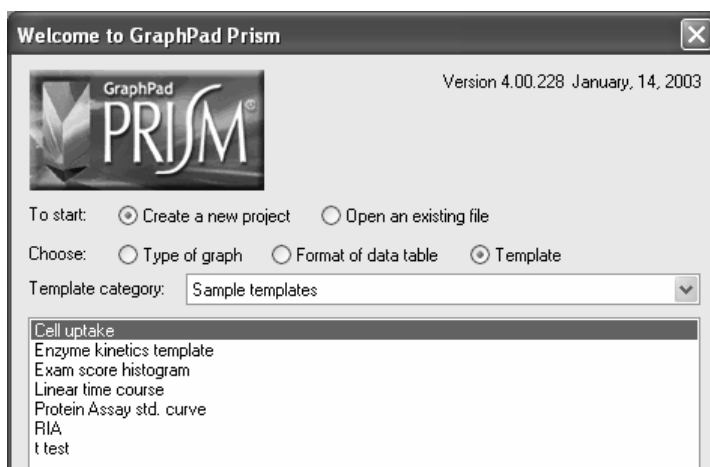 Welcome to GraphPad Prism
Version 4.00.228 January, 14, 2003
GraphPad
PRISM®
To start: Create a new project Open an existing file
Choose: Type of graph Format of data table Template
Template category: Sample templates
Cell uptake
Enzyme kinetics template
Exam score histogram
Linear time course
Protein Assay std. curve
RIA
t test